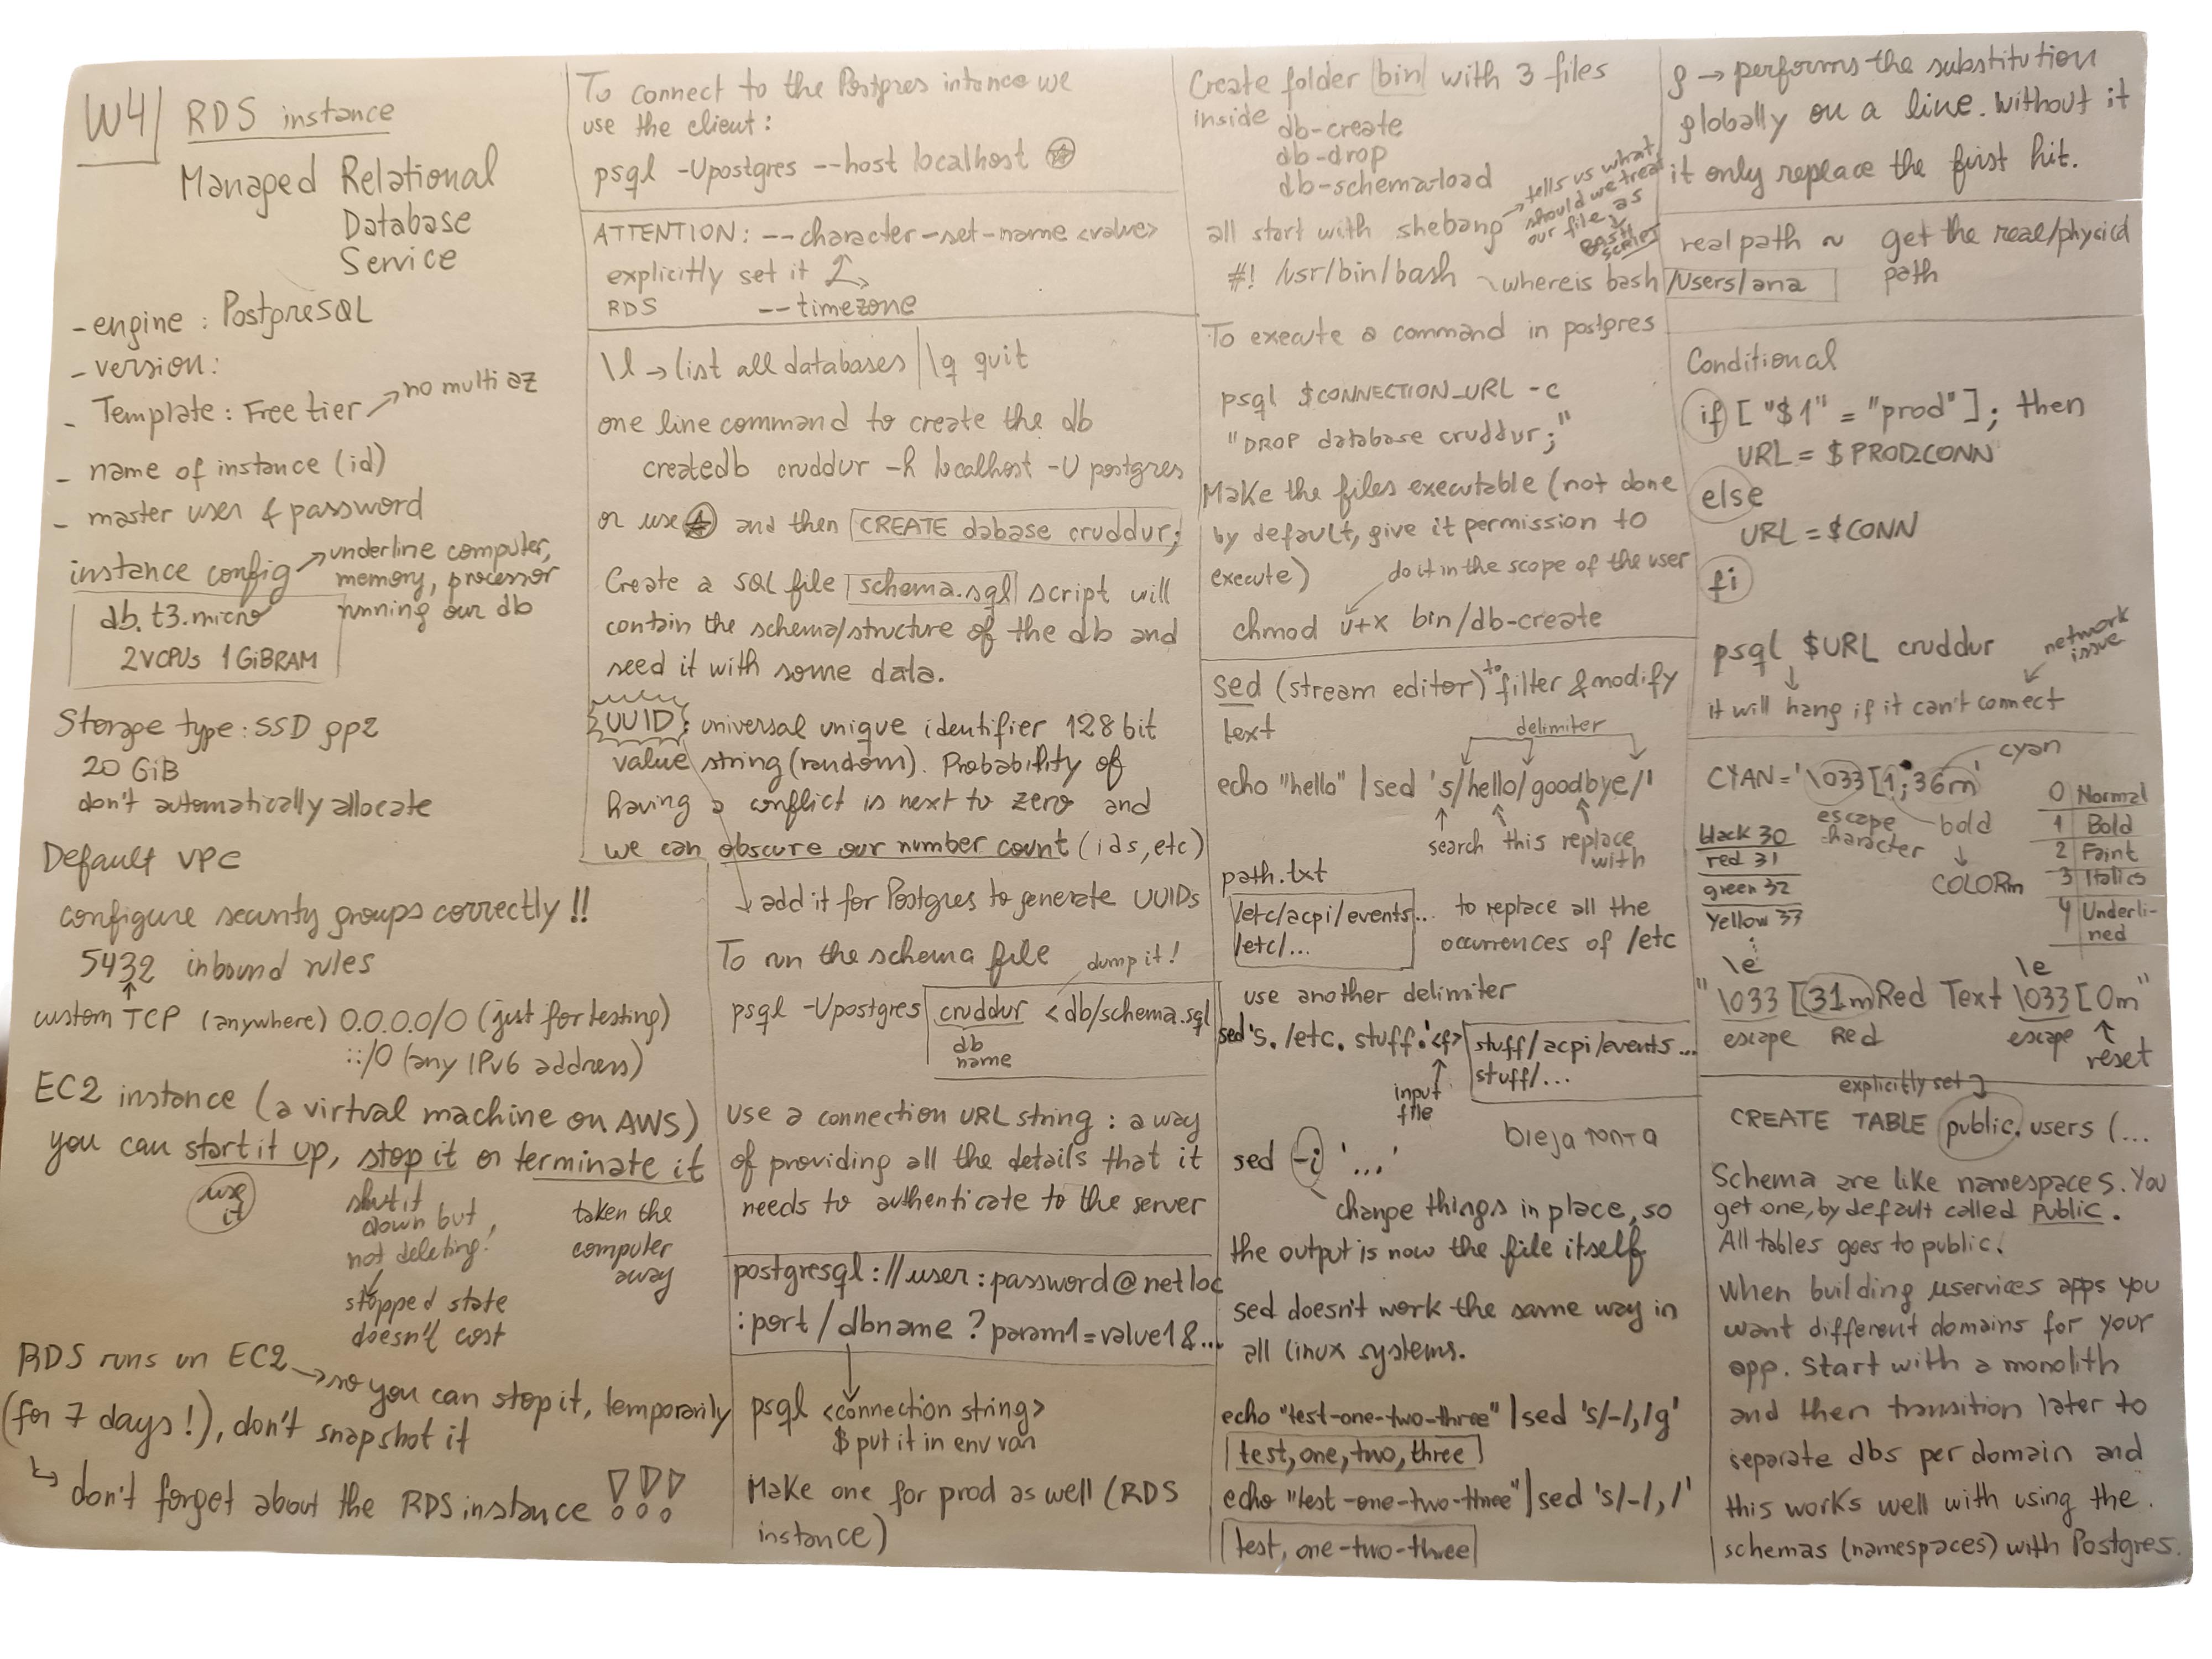 W4
RDS instance
Managed Relational
Database
Service
- engine : PostgreSQL
- version:
- Template : Free tier → no multi az
- name of instance (id)
- master user & password
instance config → underline computer,
memory, processor
running our db
db.t3.micro
2VCPUs 1GiBRAM
Storage type: SSD gp2
20 GiB
don't automatically allocate
Default VPC
configure security groups correctly !!
5432 inbound rules
custom TCP (anywhere) 0.0.0.0/0 (just for testing)
::/0 (any IPv6 address)
EC2 instance (a virtual machine on AWS)
you can start it up, stop it or terminate it
use
it
shut it
down but
not deleting!
stopped state
doesn't cost
taken the
computer
away
RDS runs on EC2 → so you can stop it, temporarily
(for 7 days!), don't snapshot it
↳ don't forget about the RDS instance !!!
To connect to the Postgres intance we
use the client:
psql -Upostgres --host localhost ☆
ATTENTION: --character-set-name <value>
explicitly set it
RDS --timezone
\l → list all databases | \q quit
one line command to create the db
createdb cruddur -h localhost -U postgres
or use ☆ and then CREATE dabase cruddur;
Create a SQL file schema.sql script will
contain the schema/structure of the db and
seed it with some data.
UUID: universal unique identifier 128 bit
value string (random). Probability of
having a conflict is next to zero and
we can obscure our number count (ids, etc)
↓ add it for Postgres to generate UUIDs
To run the schema file
dump it!
psql -Upostgres cruddur < db/schema.sql
db
name
use a connection URL string : a way
of providing all the details that it
needs to authenticate to the server
postgresql://user:password@netloc
:port/dbname?param1=value1&...
psql <connection string>
$ put it in env var
Make one for prod as well (RDS
instance)
Create folder bin with 3 files
inside
db-create
db-drop
db-schema-load
all start with shebang → tells us what
should we treat
our file as
BASH
SCRIPT
#! /usr/bin/bash ~ whereis bash
To execute a command in postgres
psql $CONNECTION_URL -c
"DROP database cruddur;"
Make the files executable (not done
by default, give it permission to
execute)
do it in the scope of the user
chmod u+x bin/db-create
sed (stream editor) to filter & modify
text
delimiter
echo "hello" | sed 's/hello/goodbye/'
search this replace
with
path.txt
/etc/acpi/events...
/etc/...
to replace all the
occurrences of /etc
use another delimiter
sed 's. /etc. stuff.' <f>
stuff/acpi/events...
stuff/...
input
file
bieja tonta
sed -i '...'
change things in place, so
the output is now the file itself
sed doesn't work the same way in
all linux systems.
echo "test-one-two-three" | sed 's/-/,/g'
test,one,two,three
echo "test-one-two-three" | sed 's/-/,/'
test, one-two-three
g → performs the substitution
globally on a line. Without it
it only replace the first hit.
real path ~ get the real/physical
path
/Users/ana
Conditional
if [ "$1" = "prod" ]; then
URL = $PRODCONN
else
URL = $CONN
fi
psql $URL cruddur
network
issue
it will hang if it can't connect
CYAN='\033[1;36m'
cyan
escape
character
bold
COLORm
black 30
red 31
green 32
Yellow 33
0 Normal
1 Bold
2 Faint
3 Italics
4 Underli-
ned
\e \e
"\033[31mRed Text \033[0m"
escape Red escape reset
explicitly set
CREATE TABLE public.users (...
Schema are like namespaces. You
get one, by default called public.
All tables goes to public.
When building μservices apps you
want different domains for your
app. Start with a monolith
and then transition later to
separate dbs per domain and
this works well with using the.
schemas (namespaces) with Postgres.